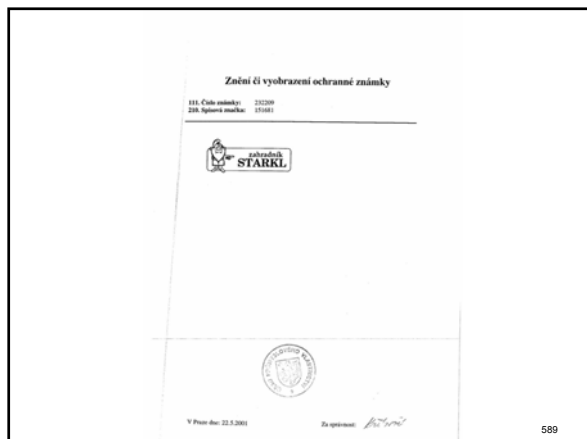 Znění či vyobrazení ochranné známky
111. Číslo známky: 232209
210. Spisová značka: 151681
zahradník
STARKL
V Praze dne: 22.5.2001
Za správnost:
589